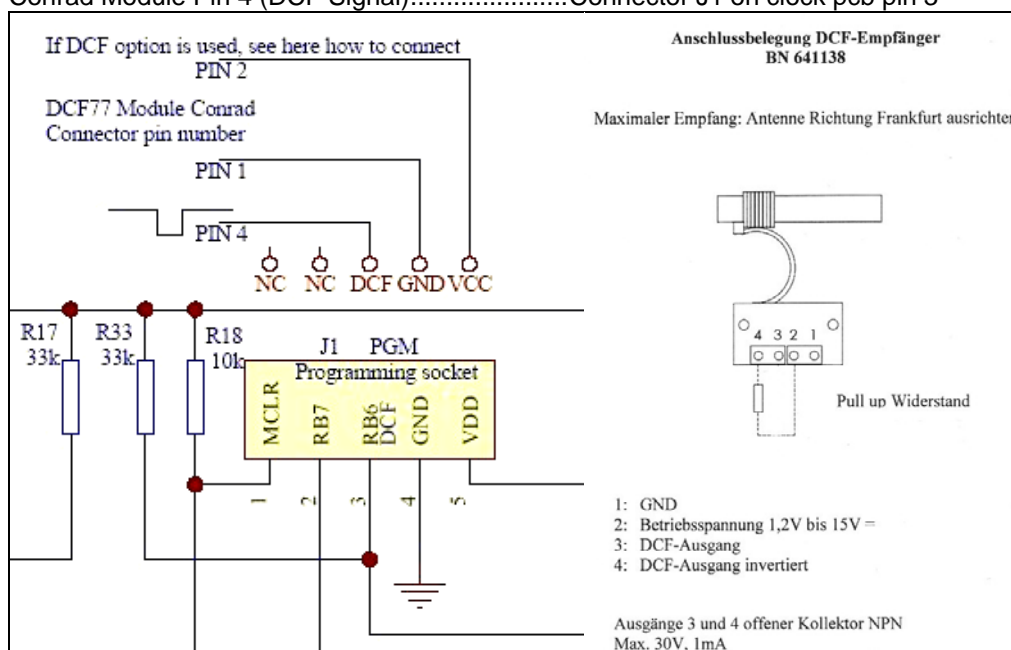 Conrad Module Pin 4 (DCF Signal)......................Connector J1 on clock pcb pin 3
If DCF option is used, see here how to connect
PIN 2
DCF77 Module Conrad
Connector pin number
PIN 1
PIN 4
NC NC DCF GND VCC
R17
33k
R33
33k
R18
10k
J1 PGM
Programming socket
MCLR
RB7
RB6
DCF
GND
VDD
1 2 3 4 5
Anschlussbelegung DCF-Empfänger
BN 641138
Maximaler Empfang: Antenne Richtung Frankfurt ausrichten
4 3 2 1
Pull up Widerstand
1: GND
2: Betriebsspannung 1,2V bis 15V =
3: DCF-Ausgang
4: DCF-Ausgang invertiert
Ausgänge 3 und 4 offener Kollektor NPN
Max. 30V, 1mA